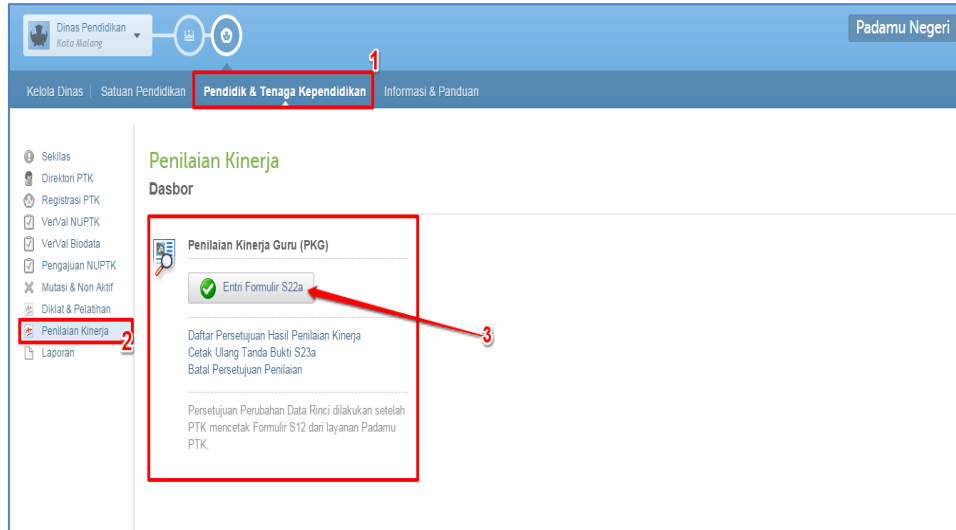 Dinas Pendidikan
Kota Malang
Padamu Negeri
1
Kelola Dinas | Satuan Pendidikan Pendidik & Tenaga Kependidikan Informasi & Panduan
Sekilas
Direktori PTK
Registrasi PTK
VerVal NUPTK
VerVal Biodata
Pengajuan NUPTK
Mutasi & Non Aktif
Diklat & Pelatihan
Penilaian Kinerja
2
Laporan
Penilaian Kinerja
Dasbor
Penilaian Kinerja Guru (PKG)
Entri Formulir S22a
3
Daftar Persetujuan Hasil Penilaian Kinerja
Cetak Ulang Tanda Bukti S23a
Batal Persetujuan Penilaian
Persetujuan Perubahan Data Rinci dilakukan setelah
PTK mencetak Formulir S12 dari layanan Padamu
PTK.